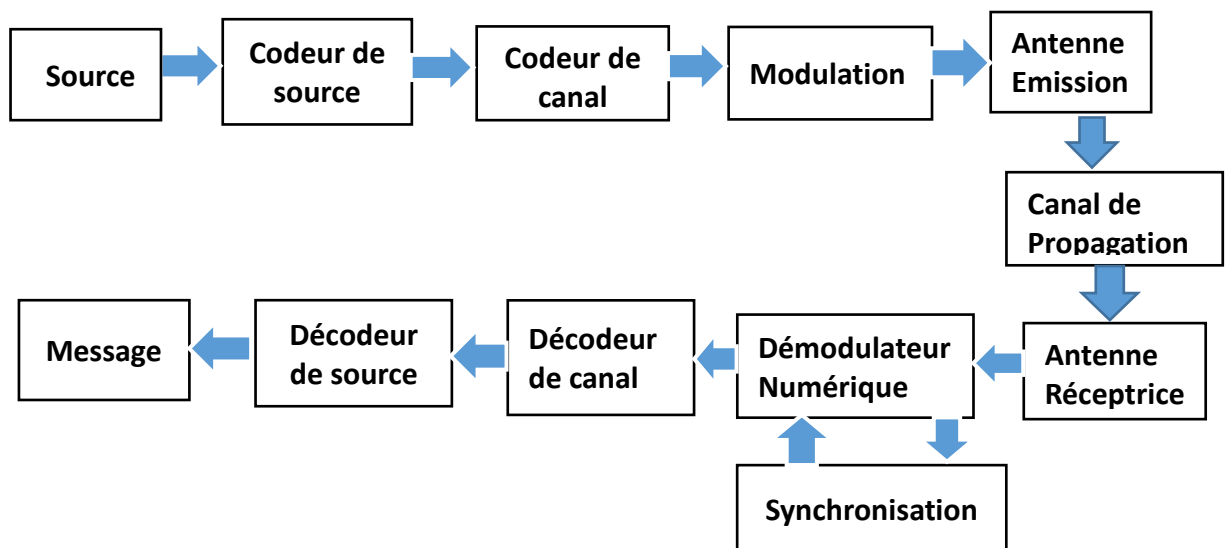 Source
Codeur de
source
Codeur de
canal
Modulation
Antenne
Emission
Canal de
Propagation
Antenne
Réceptrice
Démodulateur
Numérique
Synchronisation
Décodeur
de canal
Décodeur
de source
Message